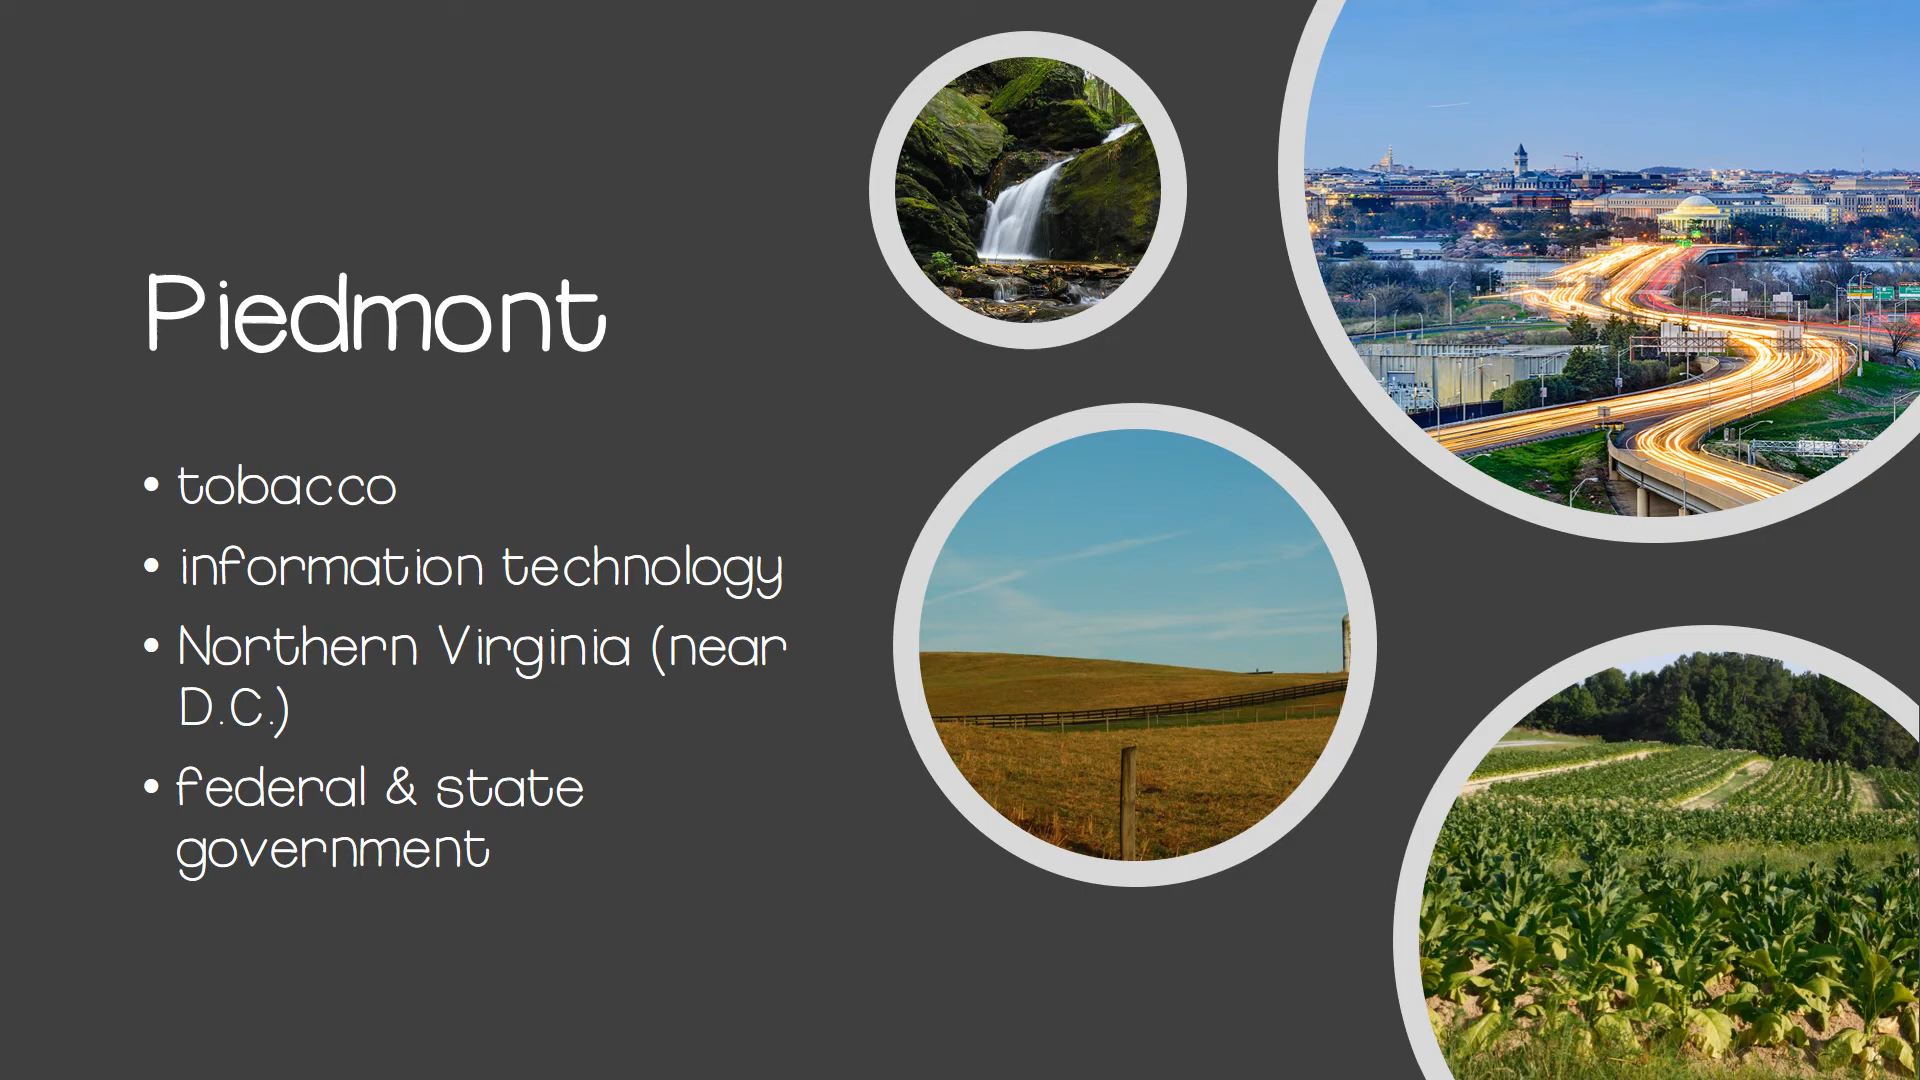 Piedmont
• tobacco
• information technology
• Northern Virginia (near
D.C.)
• federal & state
government